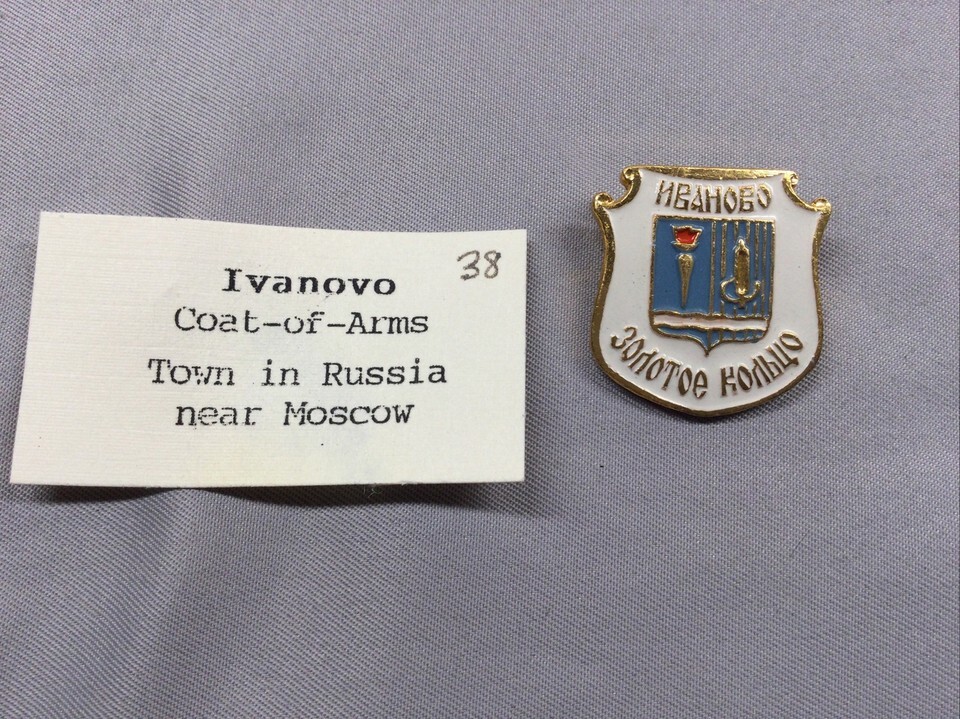 38
Ivanovo
Coat-of-Arms
Town in Russia
near Moscow
ИВАНОВО
ЗОЛОТОЕ КОЛЬЦО